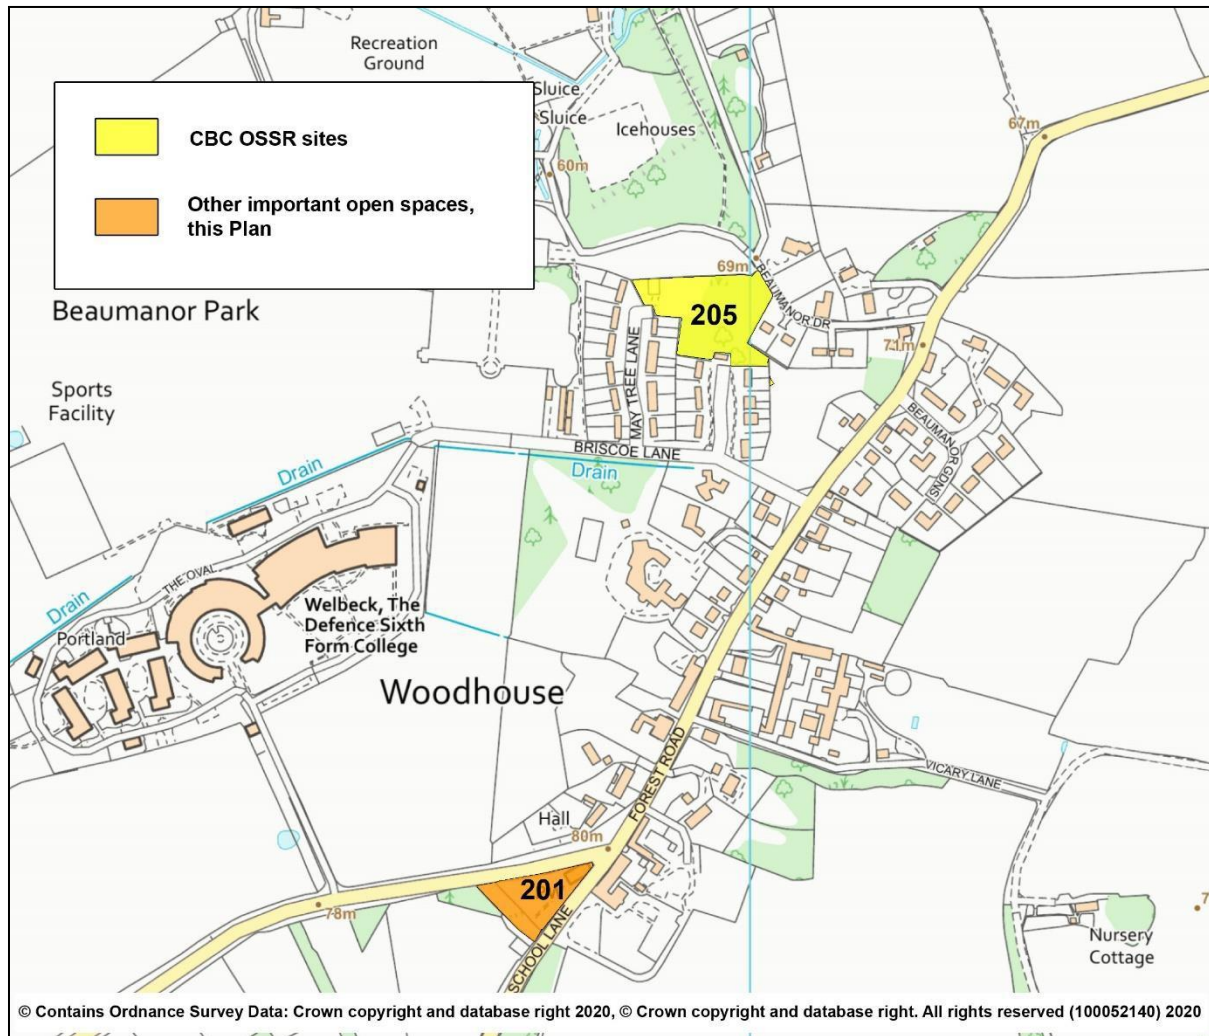 Recreation
Ground
Sluice
Sluice
Icehouses
67m
60m
CBC OSSR sites
Other important open spaces,
this Plan
69m
BEAUMANOR DR
Beaumanor Park
205
71m
MAY TREE LANE
Sports
Facility
BEAUMANOR GDNS
BRISCOE LANE
Drain
Drain
THE OVAL
Drain
Welbeck, The
Defence Sixth
Form College
Portland
Woodhouse
FOREST ROAD
VICARY LANE
Hall
80m
201
78m
SCHOOL LANE
7
Nursery
Cottage
© Contains Ordnance Survey Data: Crown copyright and database right 2020, © Crown copyright and database right. All rights reserved (100052140) 2020